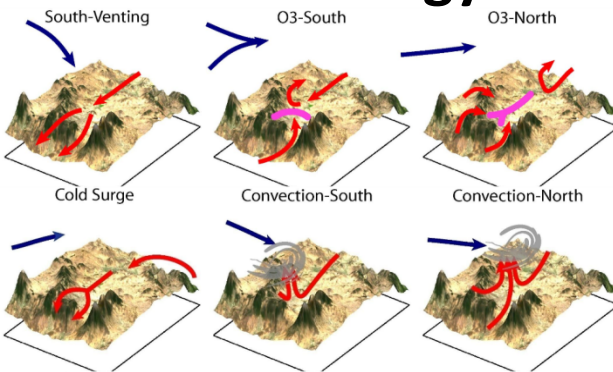 South-Venting
O3-South
O3-North
Cold Surge
Convection-South
Convection-North